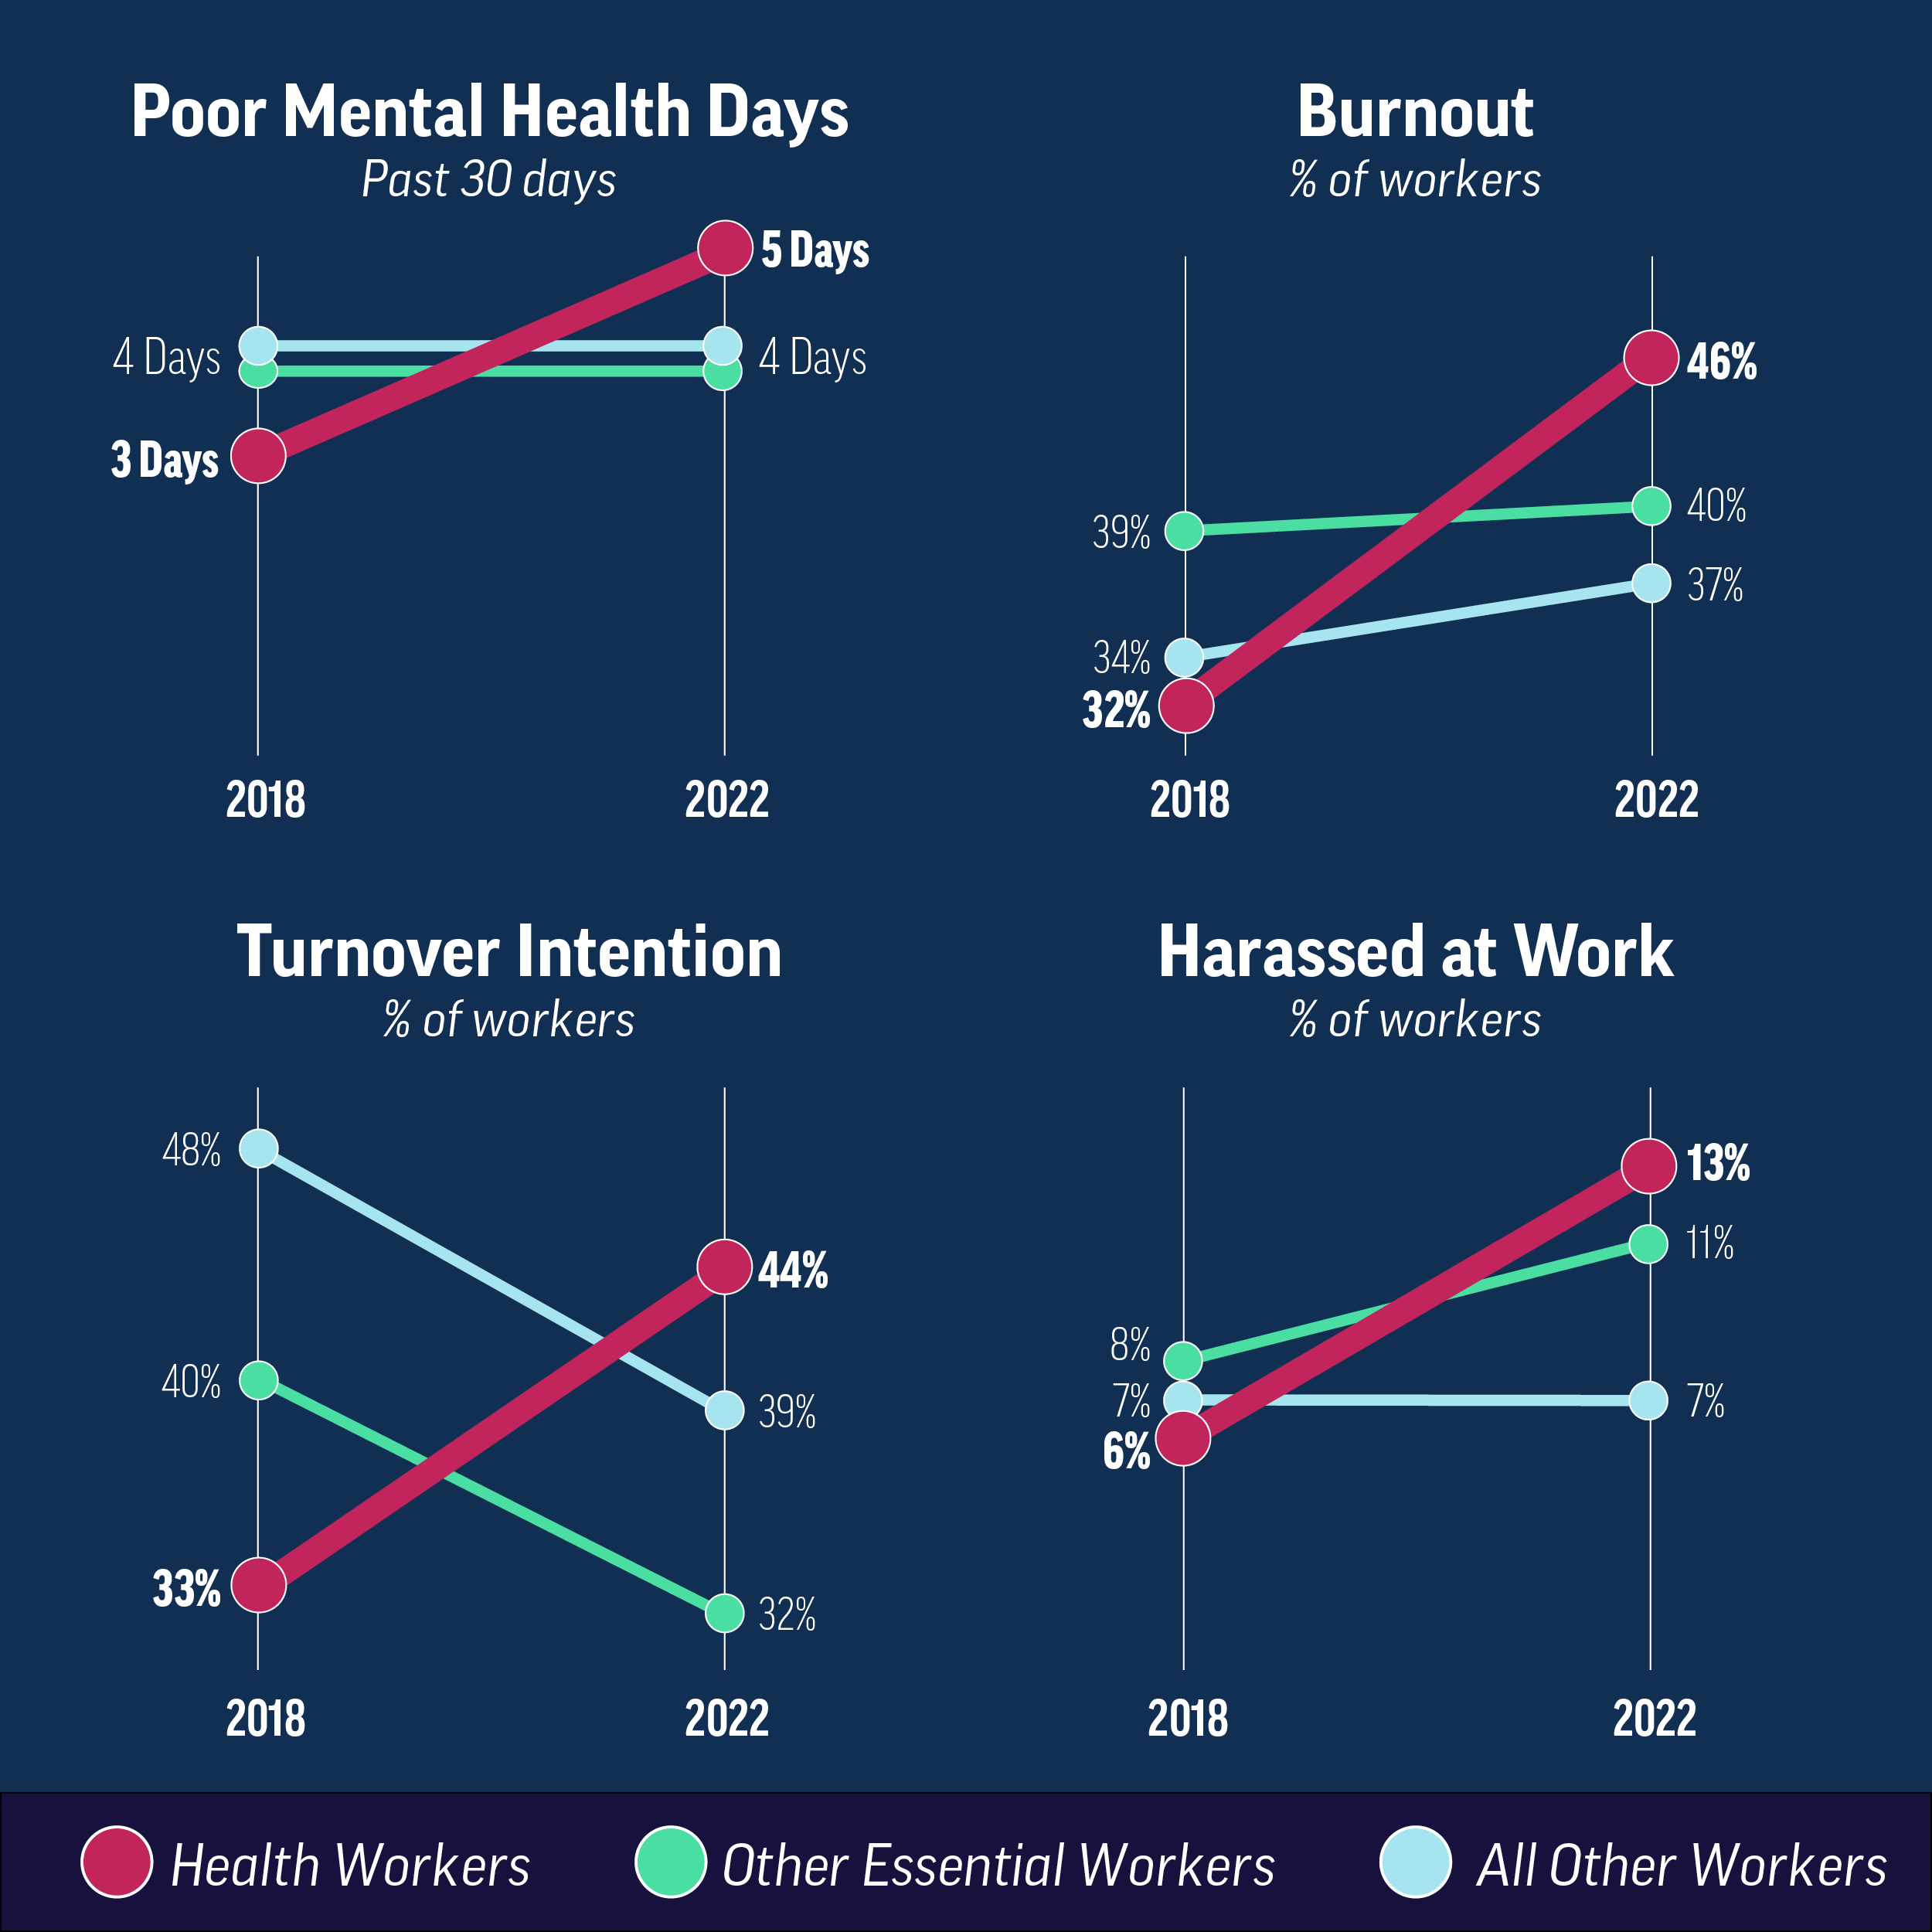 Poor Mental Health Days
Past 30 days
5 Days
4 Days
4 Days
3 Days
2018
2022
Burnout
% of workers
46%
39%
40%
37%
34%
32%
2018
2022
Turnover Intention
% of workers
48%
44%
40%
39%
33%
32%
2018
2022
Harassed at Work
% of workers
13%
11%
8%
7%
7%
6%
2018
2022
Health Workers
Other Essential Workers
All Other Workers